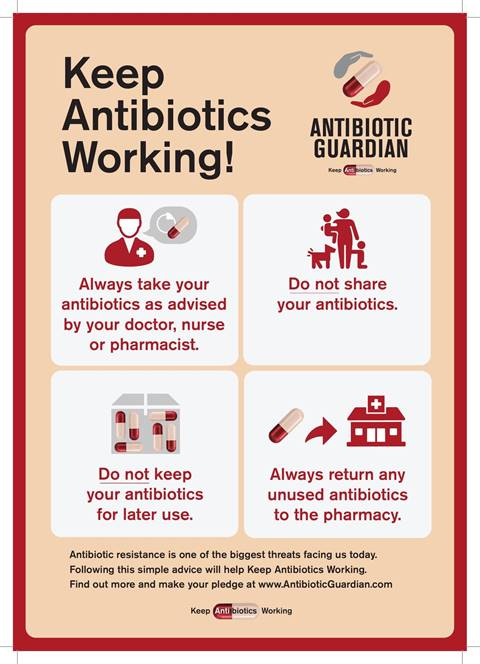 Keep
Antibiotics
Working!
ANTIBIOTIC
GUARDIAN
Keep Antibiotics Working
Always take your
antibiotics as advised
by your doctor, nurse
or pharmacist.
Do not share
your antibiotics.
Do not keep
your antibiotics
for later use.
Always return any
unused antibiotics
to the pharmacy.
Antibiotic resistance is one of the biggest threats facing us today.
Following this simple advice will help Keep Antibiotics Working.
Find out more and make your pledge at www.AntibioticGuardian.com
Keep Antibiotics Working